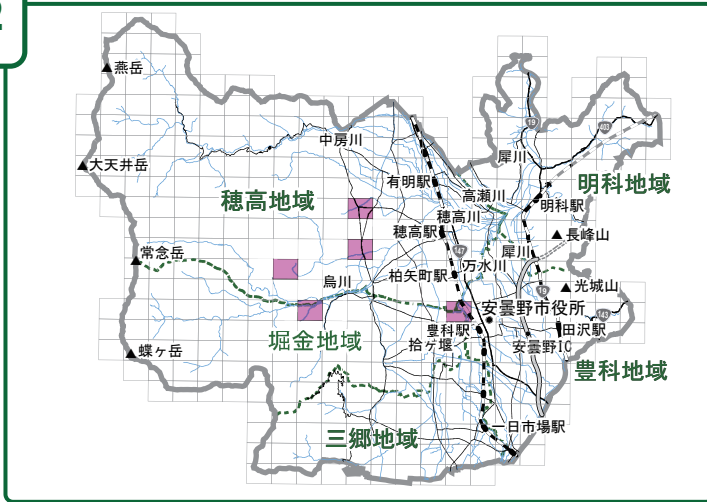 2
燕岳
大天井岳
常念岳
蝶ヶ岳
中房川
有明駅
穂高地域
高瀬川
穂高川
穂高駅
147
万水川
柏矢町駅
烏川
堀金地域
豊科駅
拾ヶ堰
安曇野市役所
安曇野IC
三郷地域
一日市場駅
19
403
犀川
明科地域
明科駅
長峰山
犀川
19
光城山
143
田沢駅
豊科地域